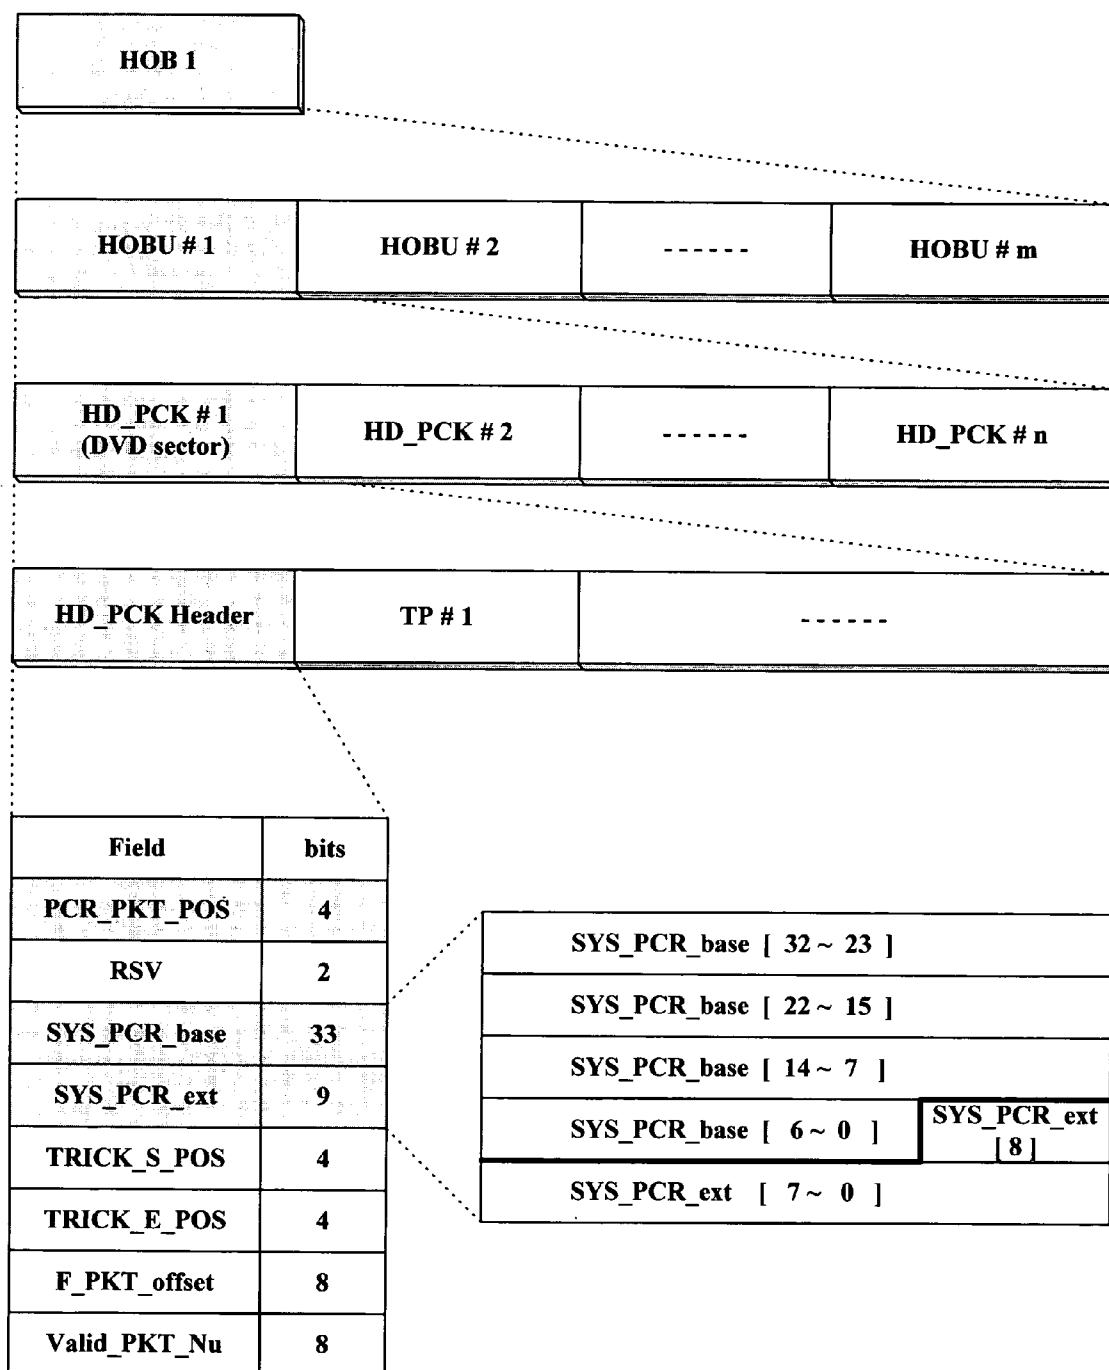 HOB 1
HOBU # 1 HOBU # 2 ------ HOBU # m
HD_PCK # 1
(DVD sector) HD_PCK # 2 ------ HD_PCK # n
HD_PCK Header TP # 1 ------
Field bits
PCR_PKT_POS 4
RSV 2
SYS_PCR_base 33
SYS_PCR_ext 9
TRICK_S_POS 4
TRICK_E_POS 4
F_PKT_offset 8
Valid_PKT_Nu 8
SYS_PCR_base [ 32 ~ 23 ]
SYS_PCR_base [ 22 ~ 15 ]
SYS_PCR_base [ 14 ~ 7 ]
SYS_PCR_base [ 6 ~ 0 ] SYS_PCR_ext
[ 8 ]
SYS_PCR_ext [ 7 ~ 0 ]